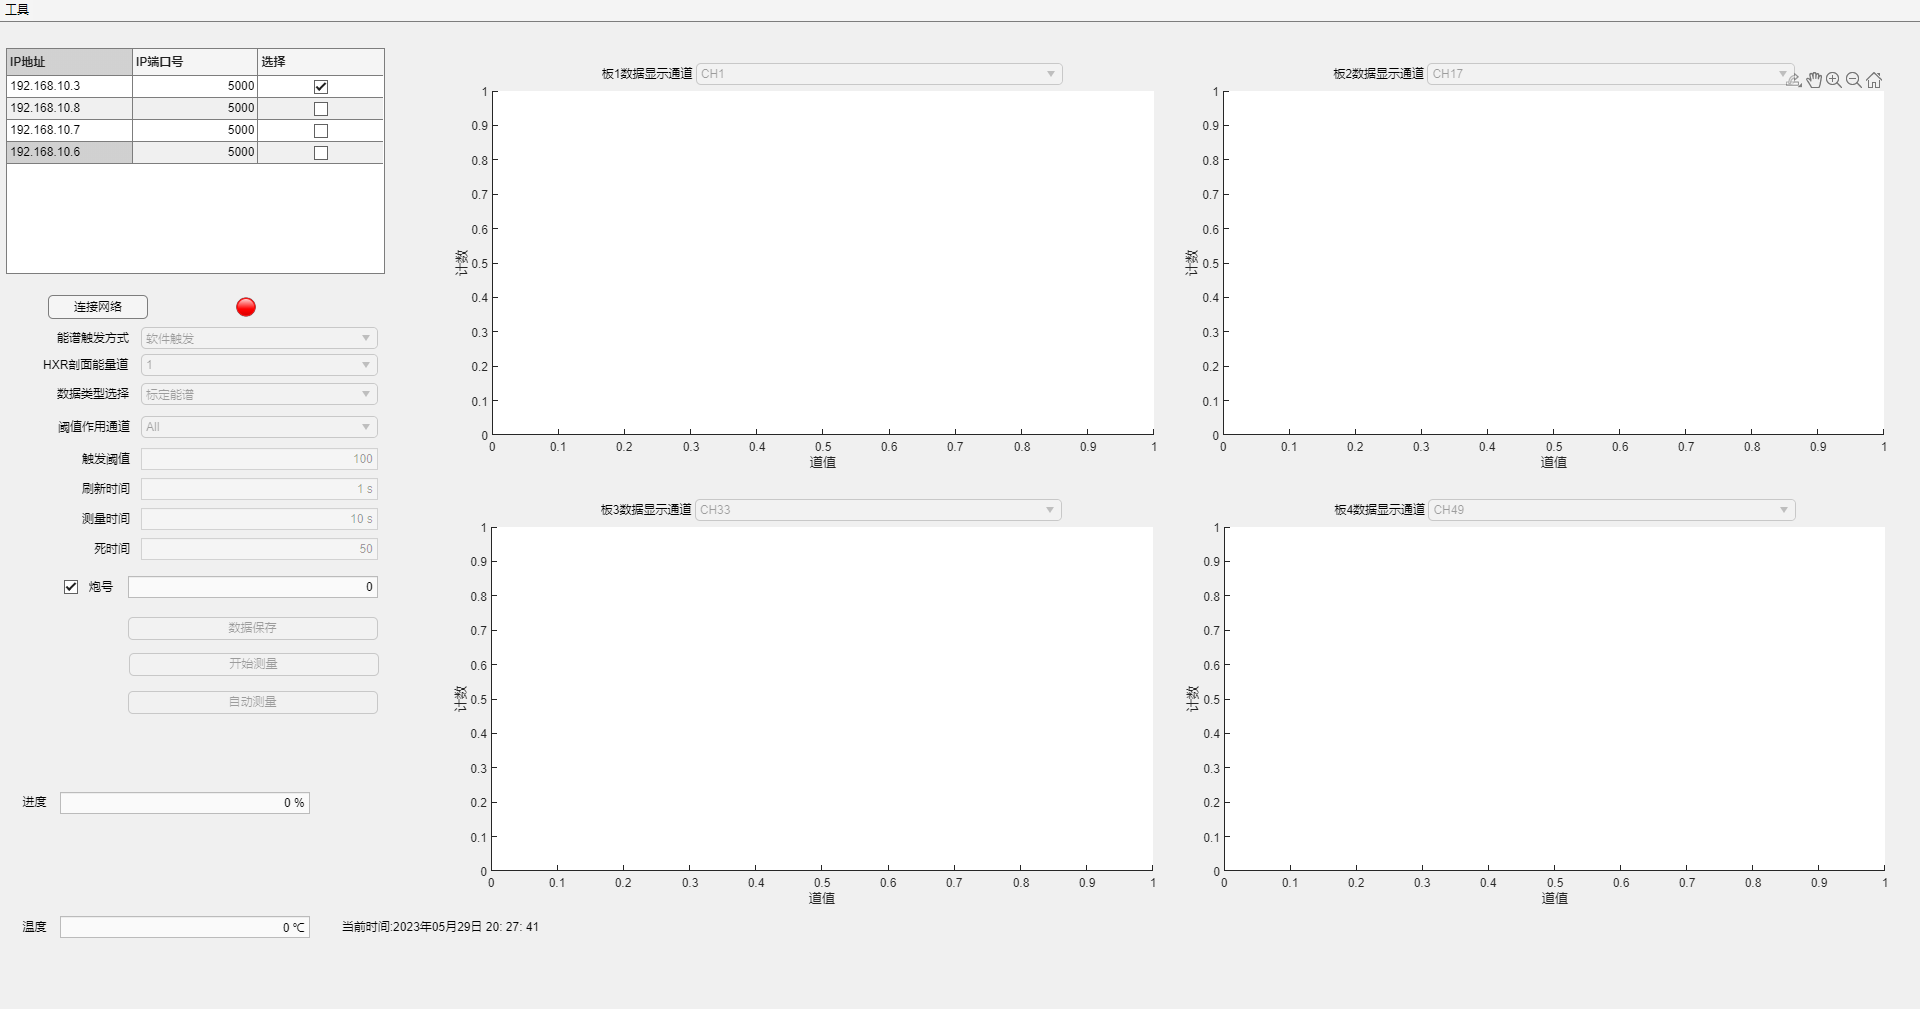 工具
IP地址 IP端口号 选择
192.168.10.3 5000
192.168.10.8 5000
192.168.10.7 5000
192.168.10.6 5000
连接网络
能谱触发方式 软件触发
HXR剖面能量道 1
数据类型选择 标定能谱
阈值作用通道 All
触发阈值 100
刷新时间 1 s
测量时间 10 s
死时间 50
炮号 0
数据保存
开始测量
自动测量
进度 0 %
温度 0 ℃
当前时间:2023年05月29日 20: 27: 41
板1数据显示通道 CH1
1
0.9
0.8
0.7
0.6
0.5
0.4
0.3
0.2
0.1
0
计数
0 0.1 0.2 0.3 0.4 0.5 0.6 0.7 0.8 0.9 1
道值
板2数据显示通道 CH17
1
0.9
0.8
0.7
0.6
0.5
0.4
0.3
0.2
0.1
0
计数
0 0.1 0.2 0.3 0.4 0.5 0.6 0.7 0.8 0.9 1
道值
板3数据显示通道 CH33
1
0.9
0.8
0.7
0.6
0.5
0.4
0.3
0.2
0.1
0
计数
0 0.1 0.2 0.3 0.4 0.5 0.6 0.7 0.8 0.9 1
道值
板4数据显示通道 CH49
1
0.9
0.8
0.7
0.6
0.5
0.4
0.3
0.2
0.1
0
计数
0 0.1 0.2 0.3 0.4 0.5 0.6 0.7 0.8 0.9 1
道值